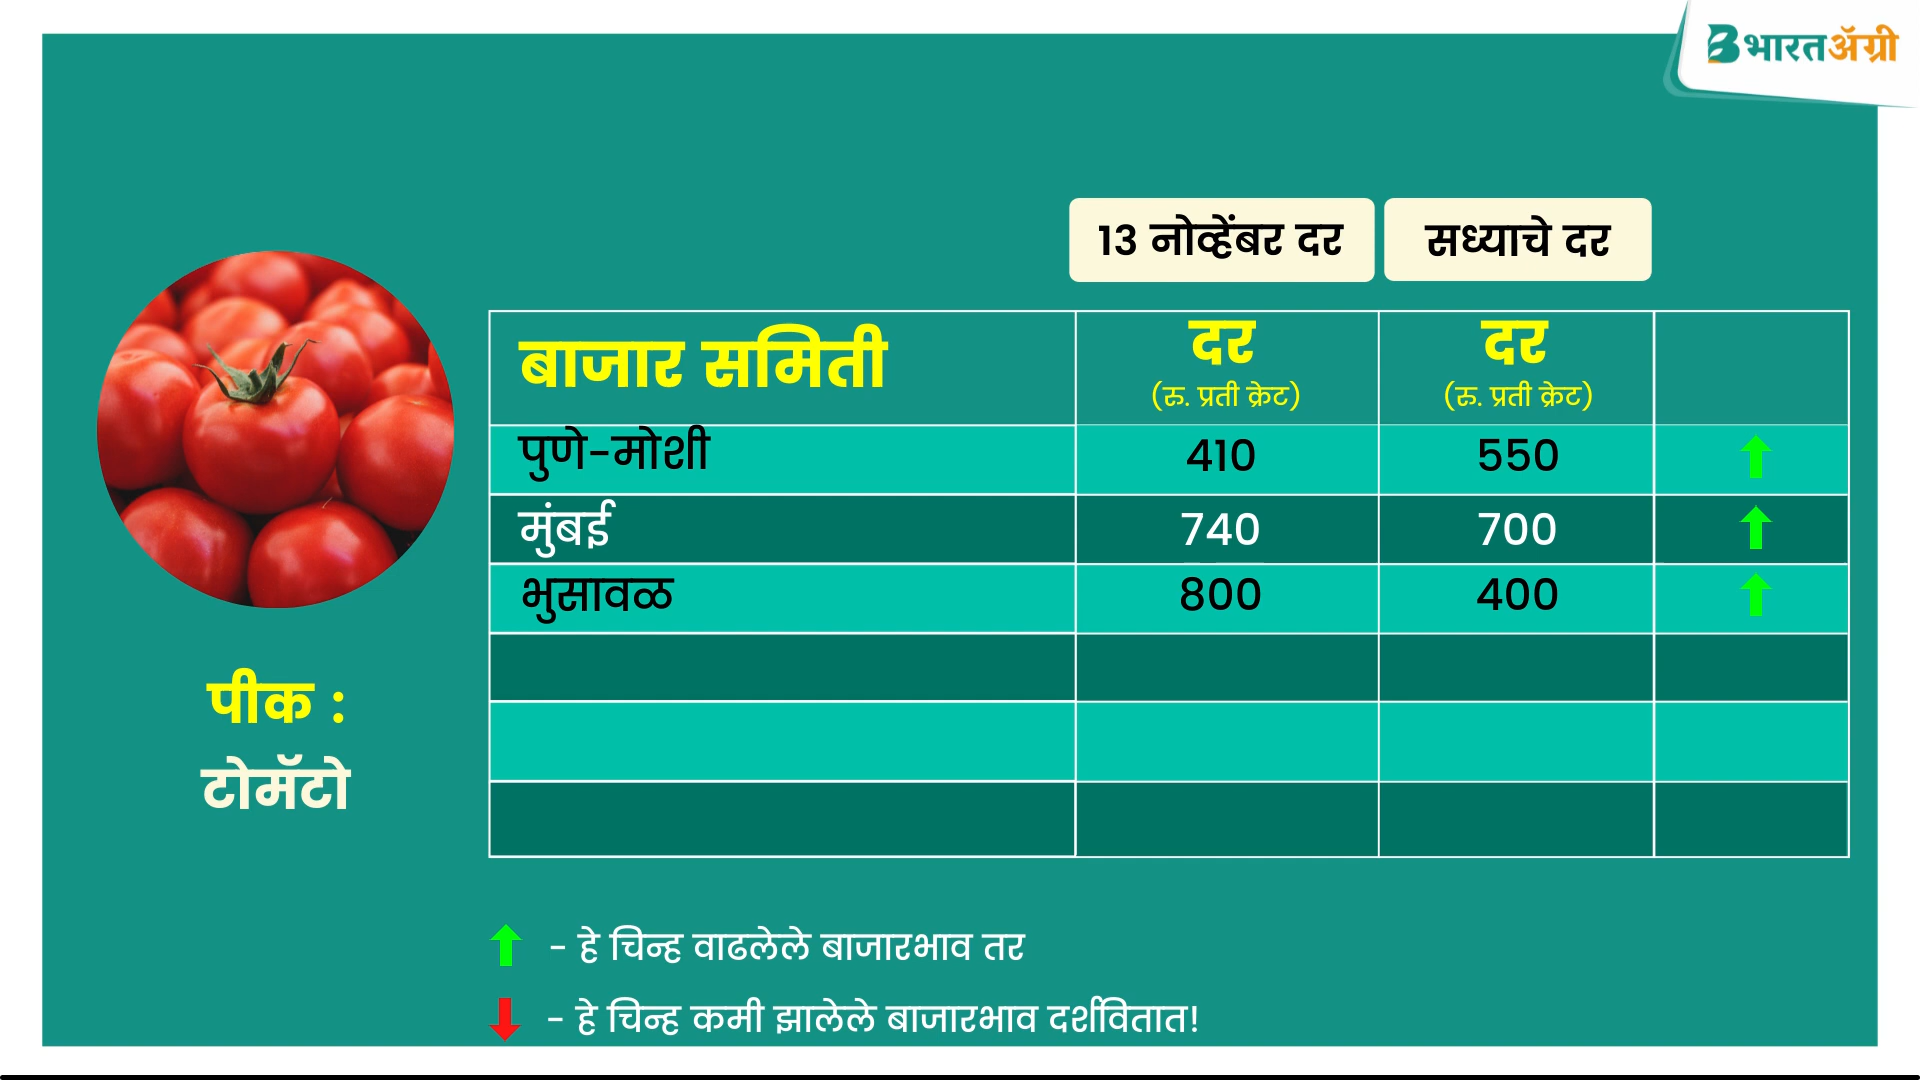 भारतॲग्री
13 नोव्हेंबर दर सध्याचे दर
बाजार समिती दर दर
(रु. प्रती क्रेट) (रु. प्रती क्रेट)
पुणे-मोशी 410 550
मुंबई 740 700
भुसावळ 800 400
पीक :
टोमॅटो
- हे चिन्ह वाढलेले बाजारभाव तर
- हे चिन्ह कमी झालेले बाजारभाव दर्शवितात!